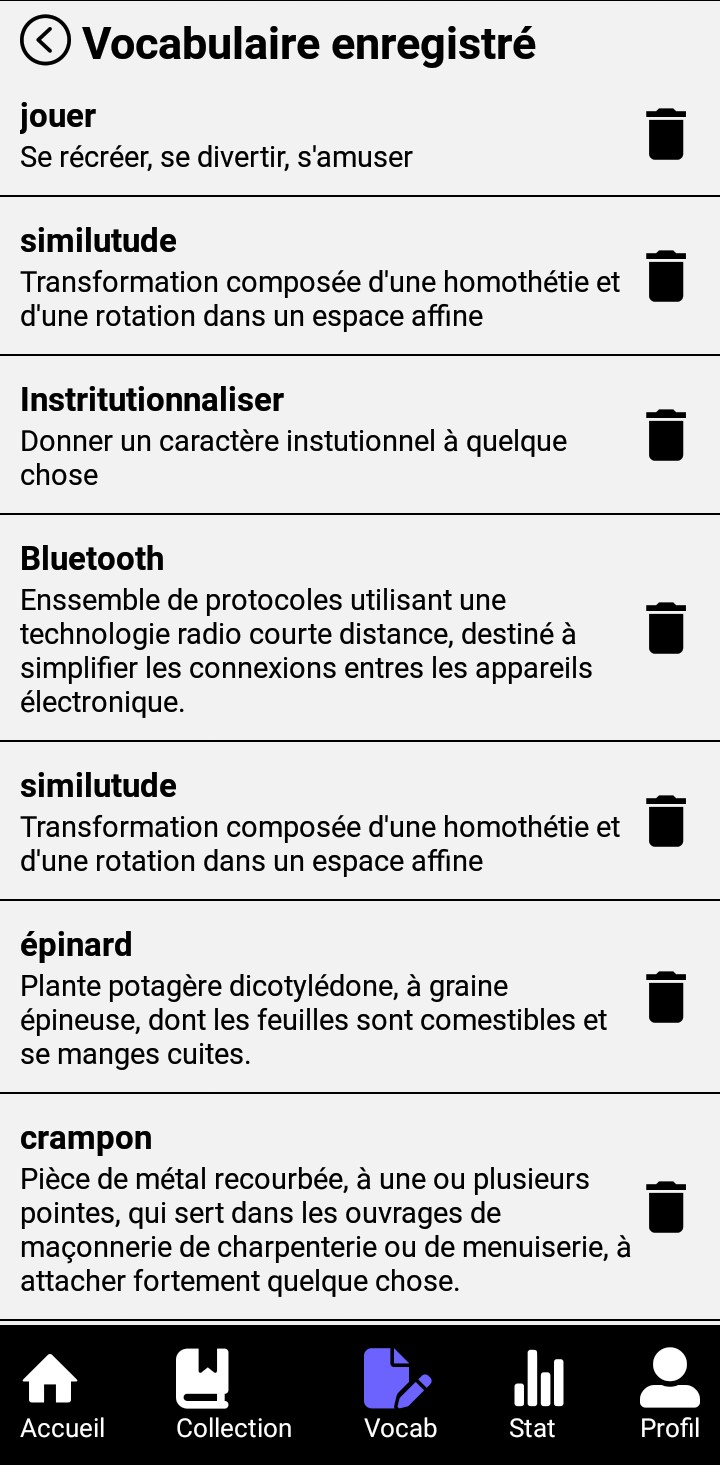 Vocabulaire enregistré
jouer
Se récréer, se divertir, s'amuser
similutude
Transformation composée d'une homothétie et
d'une rotation dans un espace affine
Instritutionnaliser
Donner un caractère instutionnel à quelque
chose
Bluetooth
Enssemble de protocoles utilisant une
technologie radio courte distance, destiné à
simplifier les connexions entres les appareils
électronique.
similutude
Transformation composée d'une homothétie et
d'une rotation dans un espace affine
épinard
Plante potagère dicotylédone, à graine
épineuse, dont les feuilles sont comestibles et
se manges cuites.
crampon
Pièce de métal recourbée, à une ou plusieurs
pointes, qui sert dans les ouvrages de
maçonnerie de charpenterie ou de menuiserie, à
attacher fortement quelque chose.
Accueil Collection Vocab Stat Profil